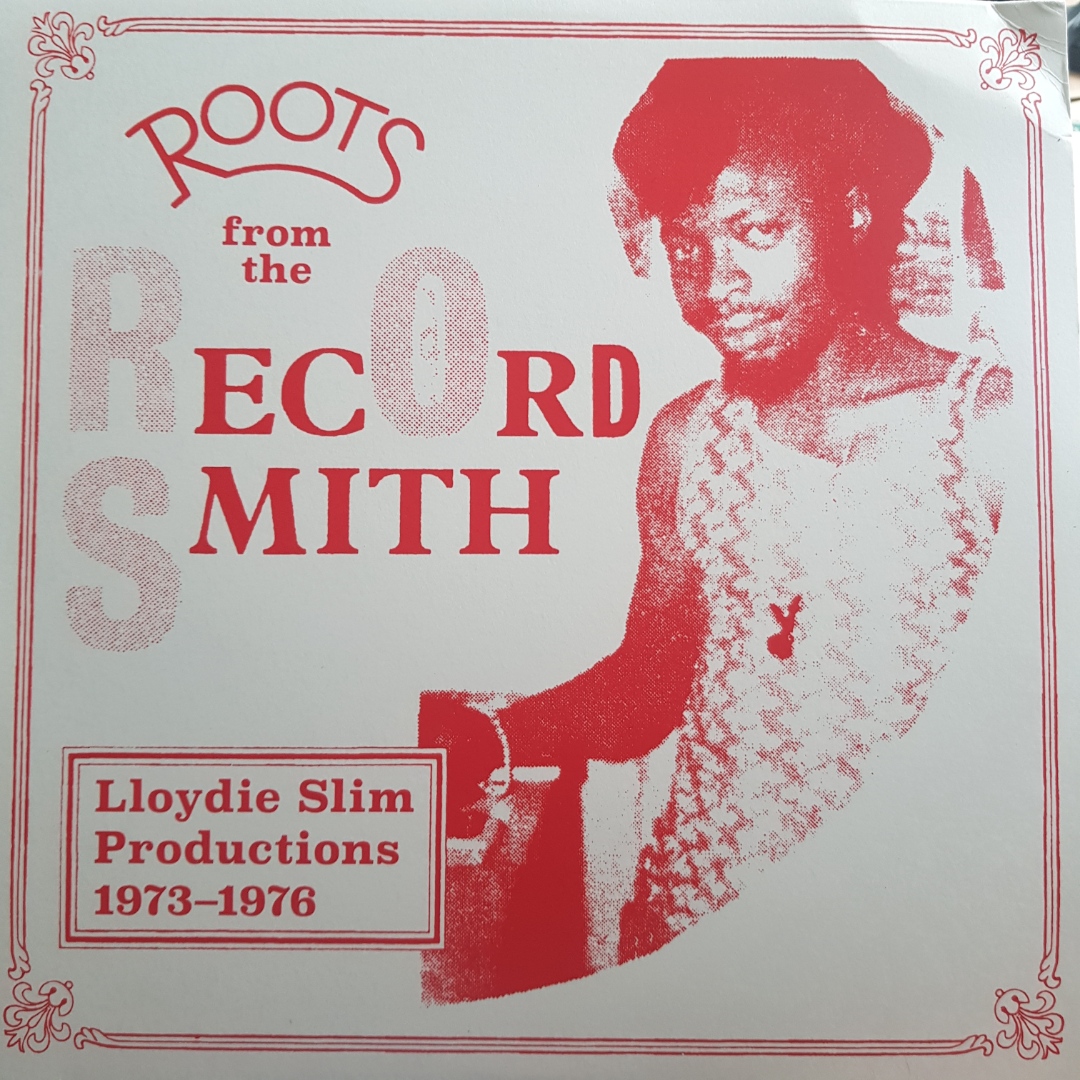 ROOTS
from
the
RECORD
SMITH
Lloydie Slim
Productions
1973–1976